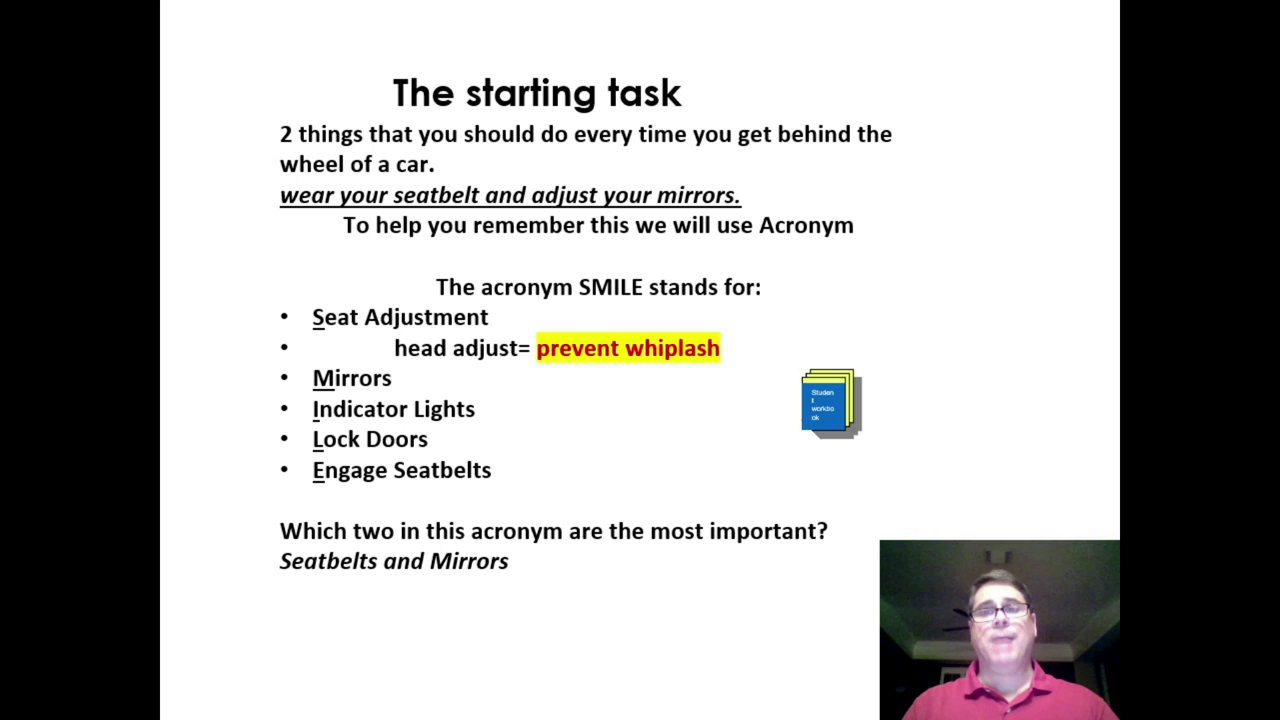 The starting task
2 things that you should do every time you get behind the
wheel of a car.
wear your seatbelt and adjust your mirrors.
To help you remember this we will use Acronym
The acronym SMILE stands for:
• Seat Adjustment
• head adjust= prevent whiplash
• Mirrors
• Indicator Lights
• Lock Doors
• Engage Seatbelts
Studen
t
workbo
ok
Which two in this acronym are the most important?
Seatbelts and Mirrors